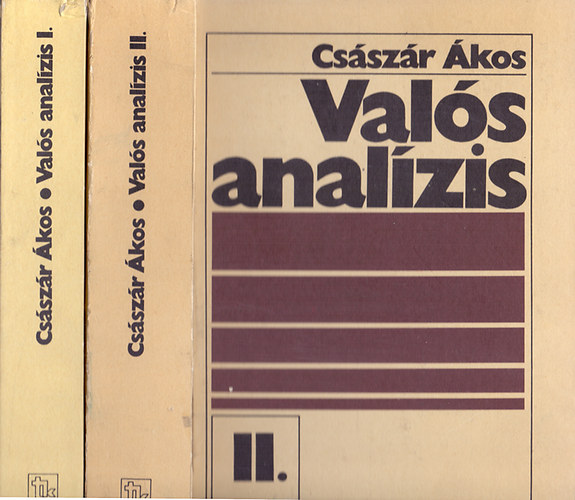 Császár Ákos • Valós analízis I.
Császár Ákos • Valós analízis II.
Császár Ákos
Valós
analízis
II.